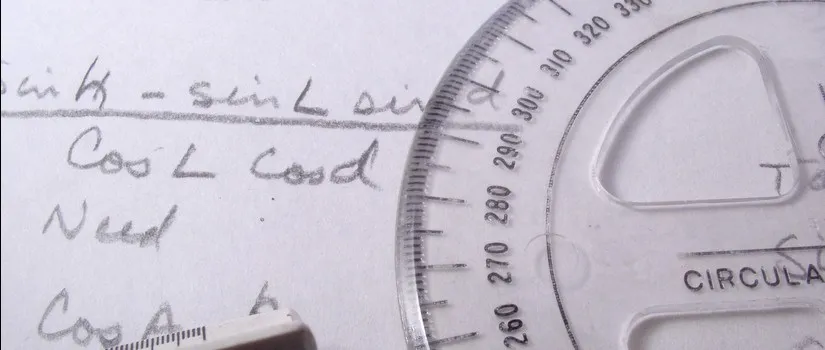 sin H - sin L sin d
Cos L Cos d
Need
Cos A h
260 270 280 290 300 310 320 330
CIRCULA